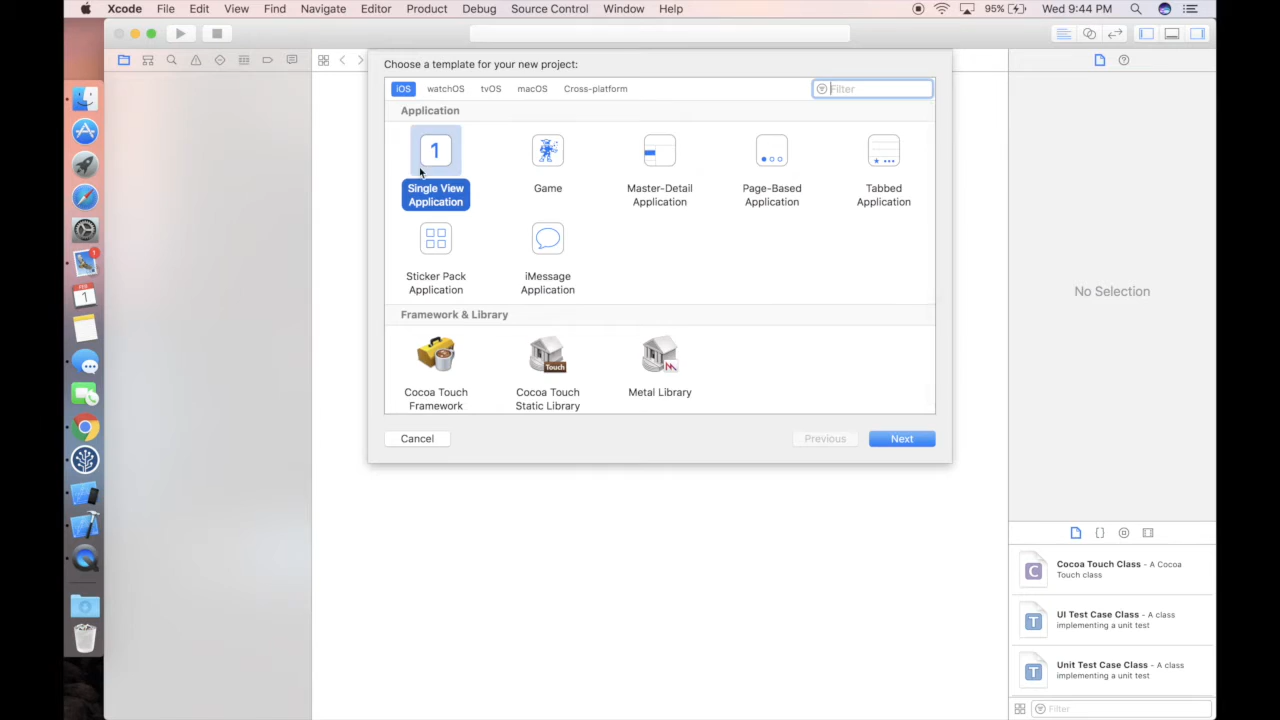 Xcode File Edit View Find Navigate Editor Product Debug Source Control Window Help 95% Wed 9:44 PM
Choose a template for your new project:
iOS watchOS tvOS macOS Cross-platform Filter
Application
1
Single View
Application
Game
Master-Detail
Application
Page-Based
Application
Tabbed
Application
Sticker Pack
Application
iMessage
Application
Framework & Library
Cocoa Touch
Framework
Touch
Cocoa Touch
Static Library
Metal Library
Cancel Previous Next
No Selection
C
Cocoa Touch Class - A Cocoa
Touch class
T
UI Test Case Class - A class
implementing a unit test
T
Unit Test Case Class - A class
implementing a unit test
Filter
1
FEB
1